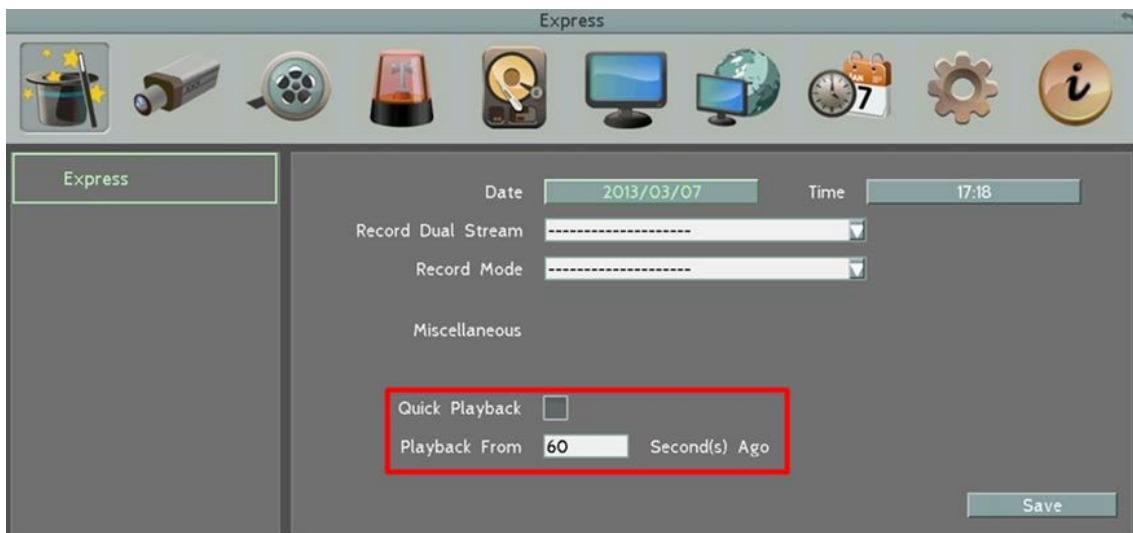 Express
7
i
Express
Date 2013/03/07 Time 17:18
Record Dual Stream --------------------
Record Mode --------------------
Miscellaneous
Quick Playback
Playback From 60 Second(s) Ago
Save